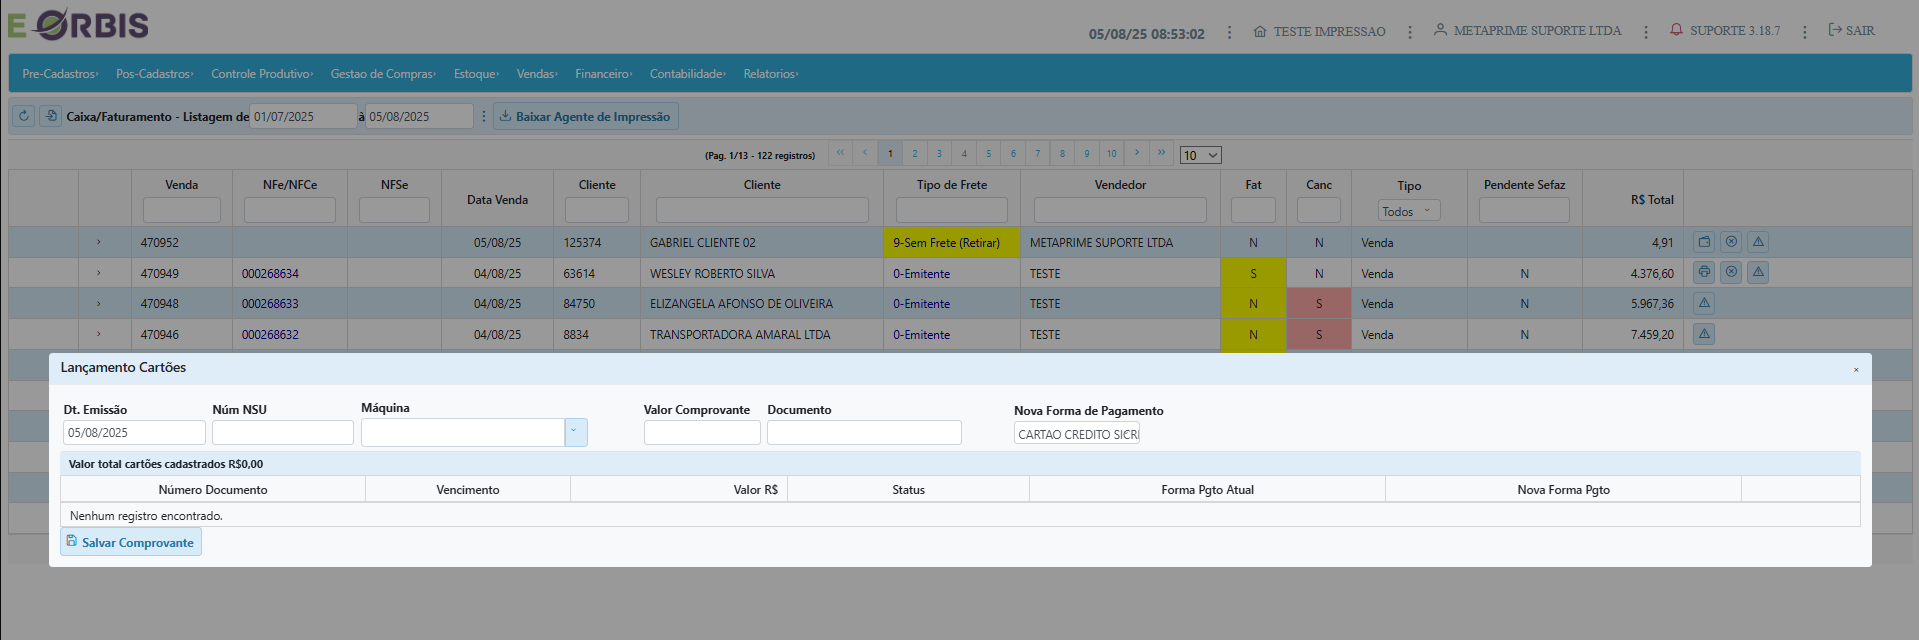 E ORBIS
05/08/25 08:53:02
TESTE IMPRESSAO
METAPRIME SUPORTE LTDA
SUPORTE 3.18.7
SAIR
Pre-Cadastros Pos-Cadastros Controle Produtivo Gestao de Compras Estoque Vendas Financeiro Contabilidade Relatorios
Caixa/Faturamento - Listagem de 01/07/2025 à 05/08/2025 Baixar Agente de Impressão
(Pag. 1/13 - 122 registros) 1 2 3 4 5 6 7 8 9 10 10
Venda NFe/NFCe NFSe Data Venda Cliente Cliente Tipo de Frete Vendedor Fat Canc Tipo Pendente Sefaz R$ Total
Todos
470952 05/08/25 125374 GABRIEL CLIENTE 02 9-Sem Frete (Retirar) METAPRIME SUPORTE LTDA N N Venda 4,91
470949 000268634 04/08/25 63614 WESLEY ROBERTO SILVA 0-Emitente TESTE S N Venda N 4.376,60
470948 000268633 04/08/25 84750 ELIZANGELA AFONSO DE OLIVEIRA 0-Emitente TESTE N S Venda N 5.967,36
470946 000268632 04/08/25 8834 TRANSPORTADORA AMARAL LTDA 0-Emitente TESTE N S Venda N 7.459,20
Lançamento Cartões
Dt. Emissão Núm NSU Máquina Valor Comprovante Documento Nova Forma de Pagamento
05/08/2025 CARTAO CREDITO
Valor total cartões cadastrados R$0,00
Número Documento Vencimento Valor R$ Status Forma Pgto Atual Nova Forma Pgto
Nenhum registro encontrado.
Salvar Comprovante